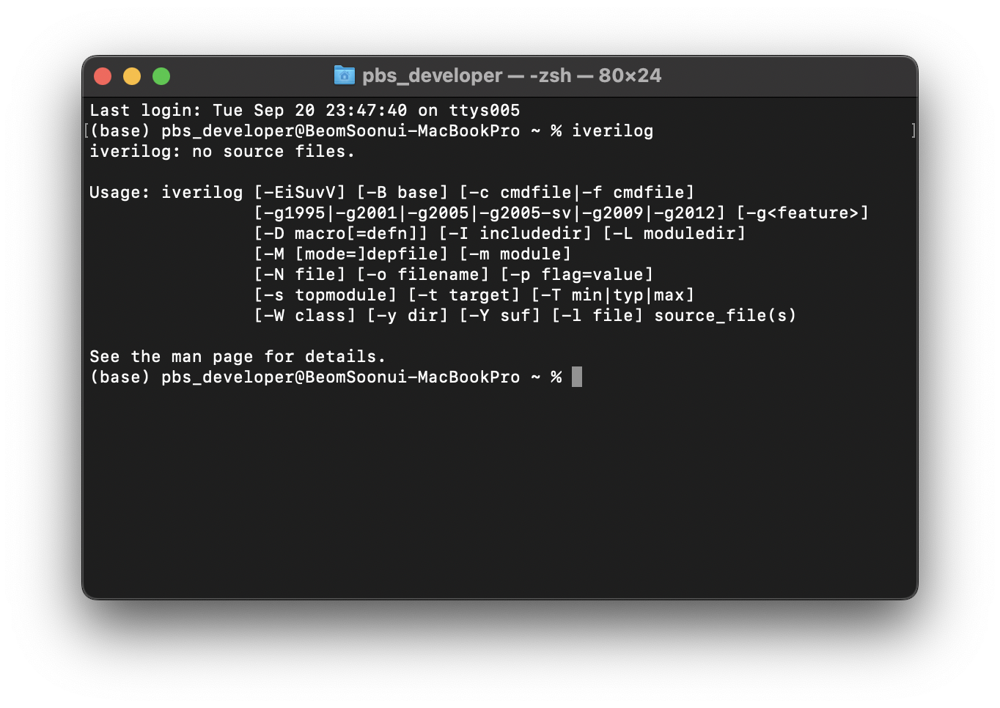 pbs_developer — -zsh — 80×24
Last login: Tue Sep 20 23:47:40 on ttys005
[(base) pbs_developer@BeomSoonui-MacBookPro ~ % iverilog ]
iverilog: no source files.

Usage: iverilog [-EiSuvV] [-B base] [-c cmdfile|-f cmdfile]
                [-g1995|-g2001|-g2005|-g2005-sv|-g2009|-g2012] [-g<feature>]
                [-D macro[=defn]] [-I includedir] [-L moduledir]
                [-M [mode=]depfile] [-m module]
                [-N file] [-o filename] [-p flag=value]
                [-s topmodule] [-t target] [-T min|typ|max]
                [-W class] [-y dir] [-Y suf] [-l file] source_file(s)

See the man page for details.
(base) pbs_developer@BeomSoonui-MacBookPro ~ %